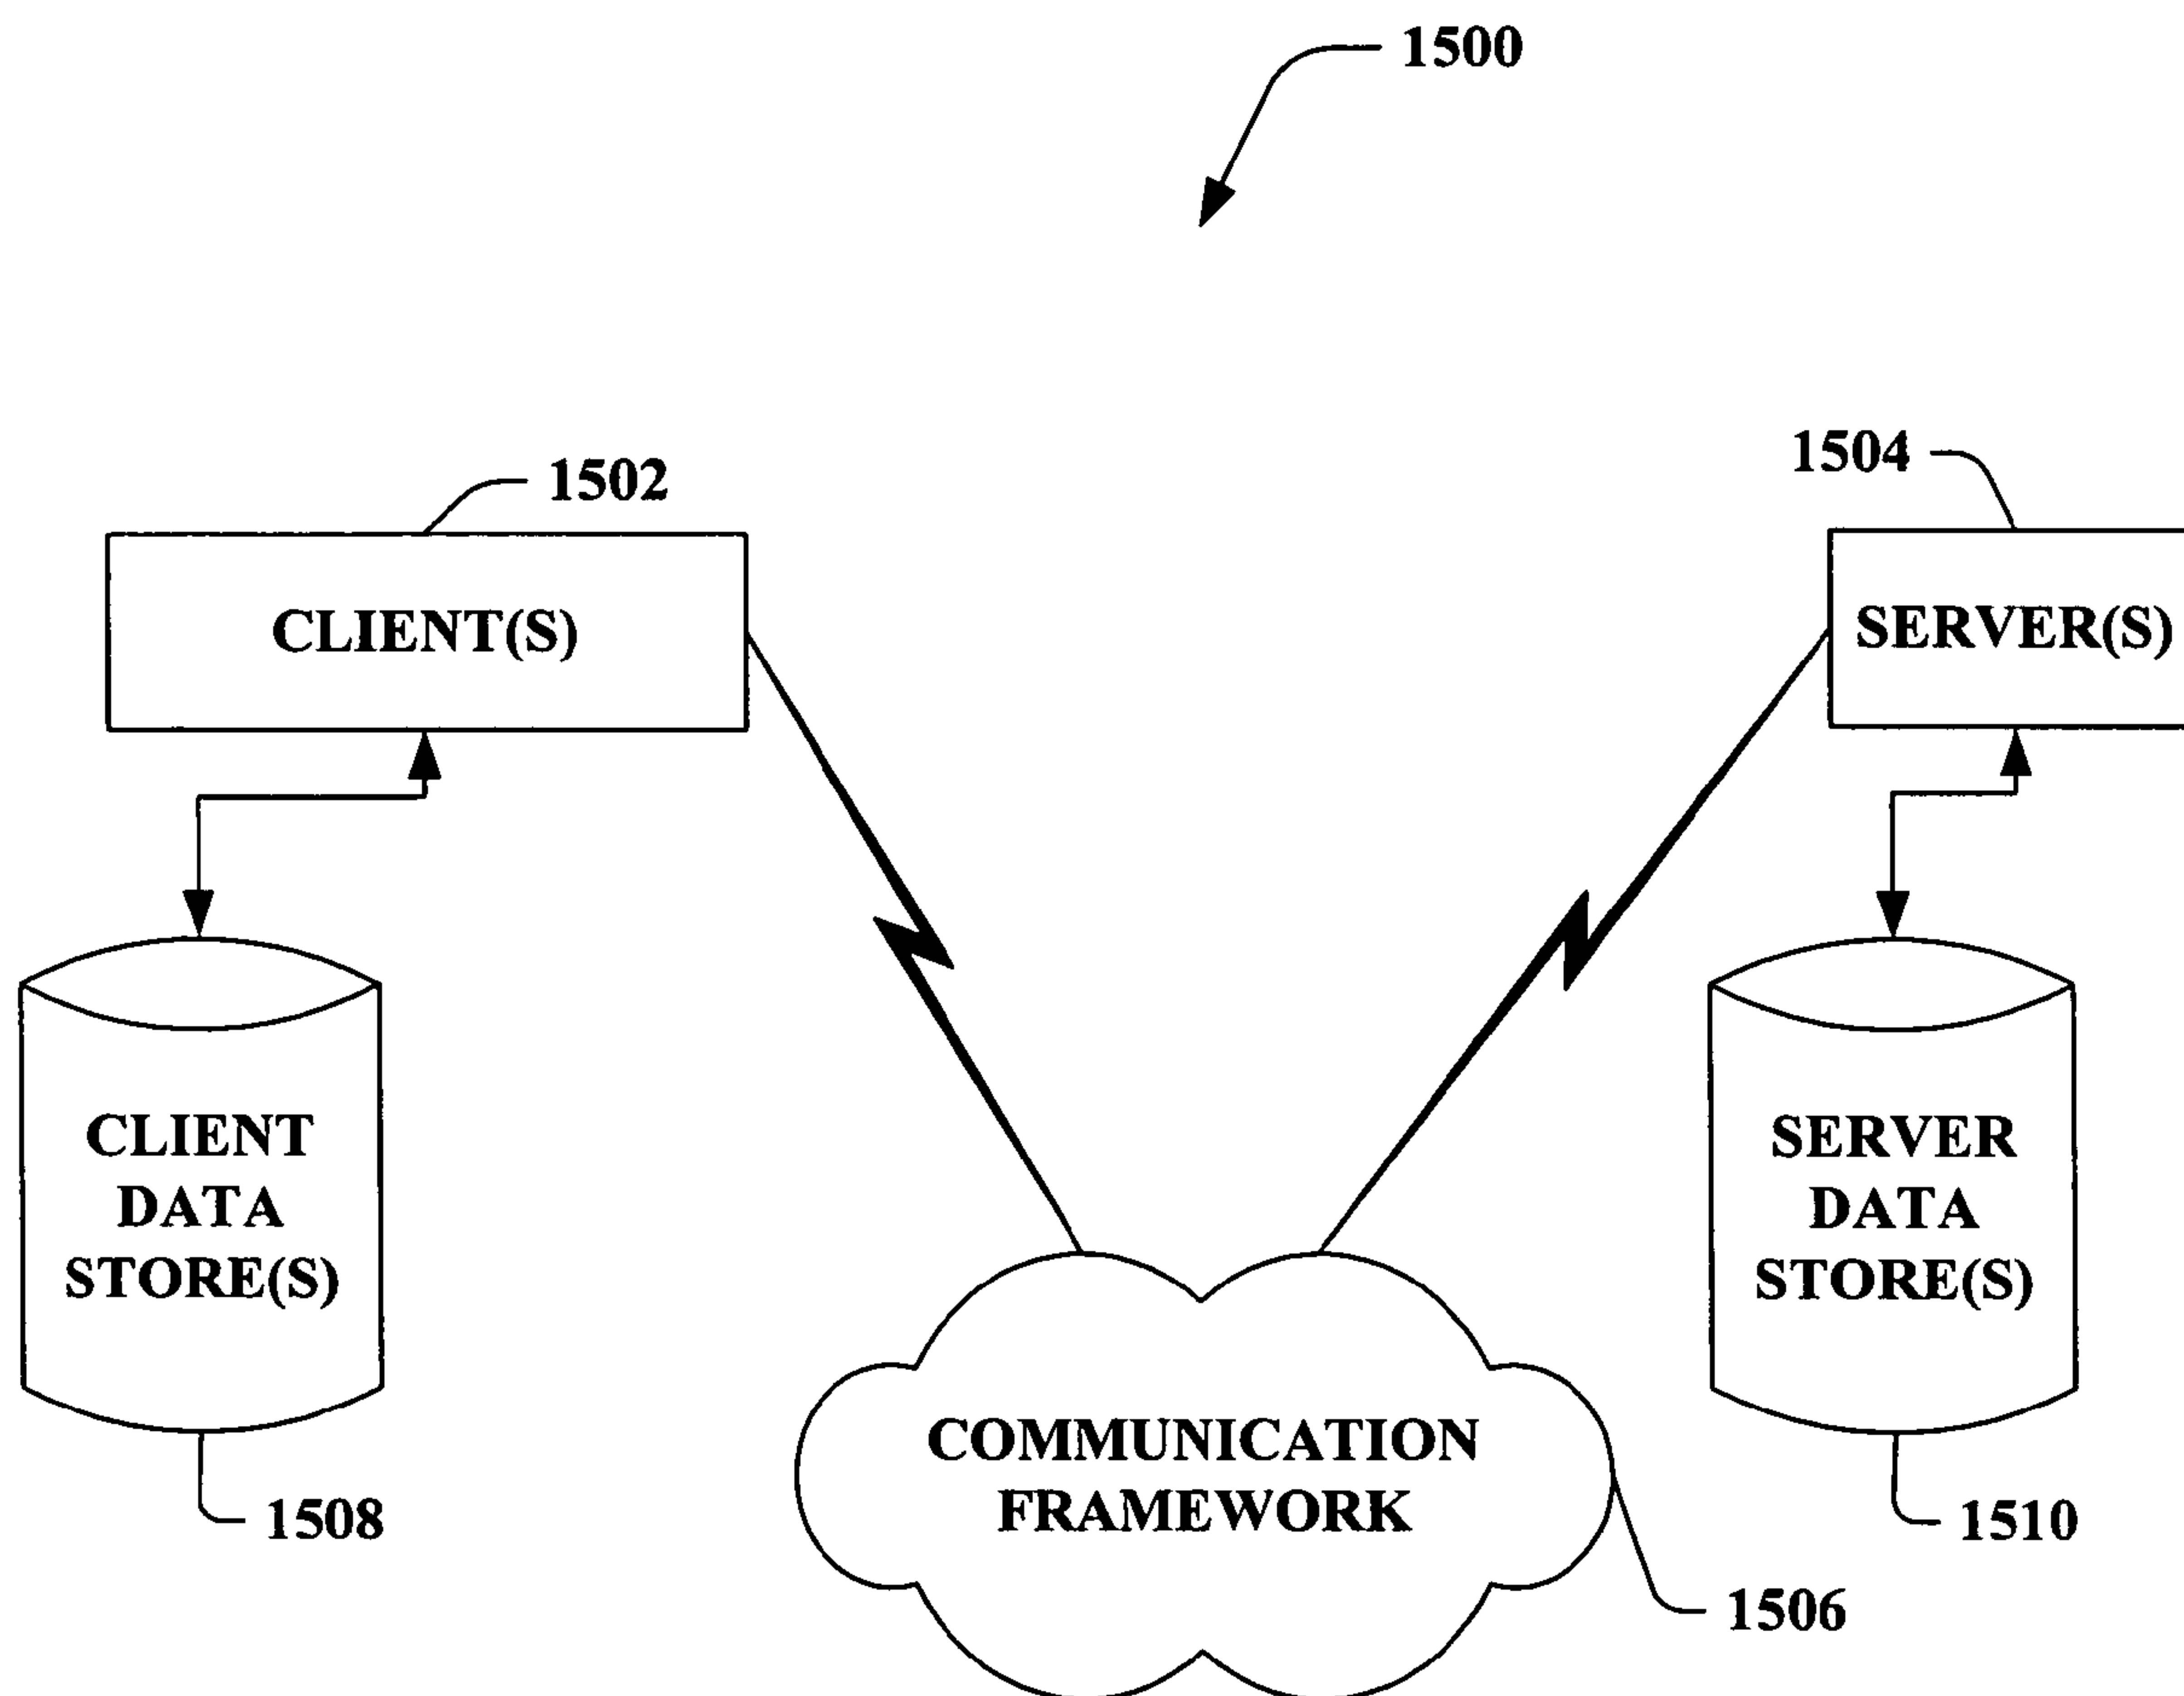 1500
1502
1504
CLIENT(S)
SERVER(S)
CLIENT
DATA
STORE(S)
SERVER
DATA
STORE(S)
COMMUNICATION
FRAMEWORK
1508
1510
1506